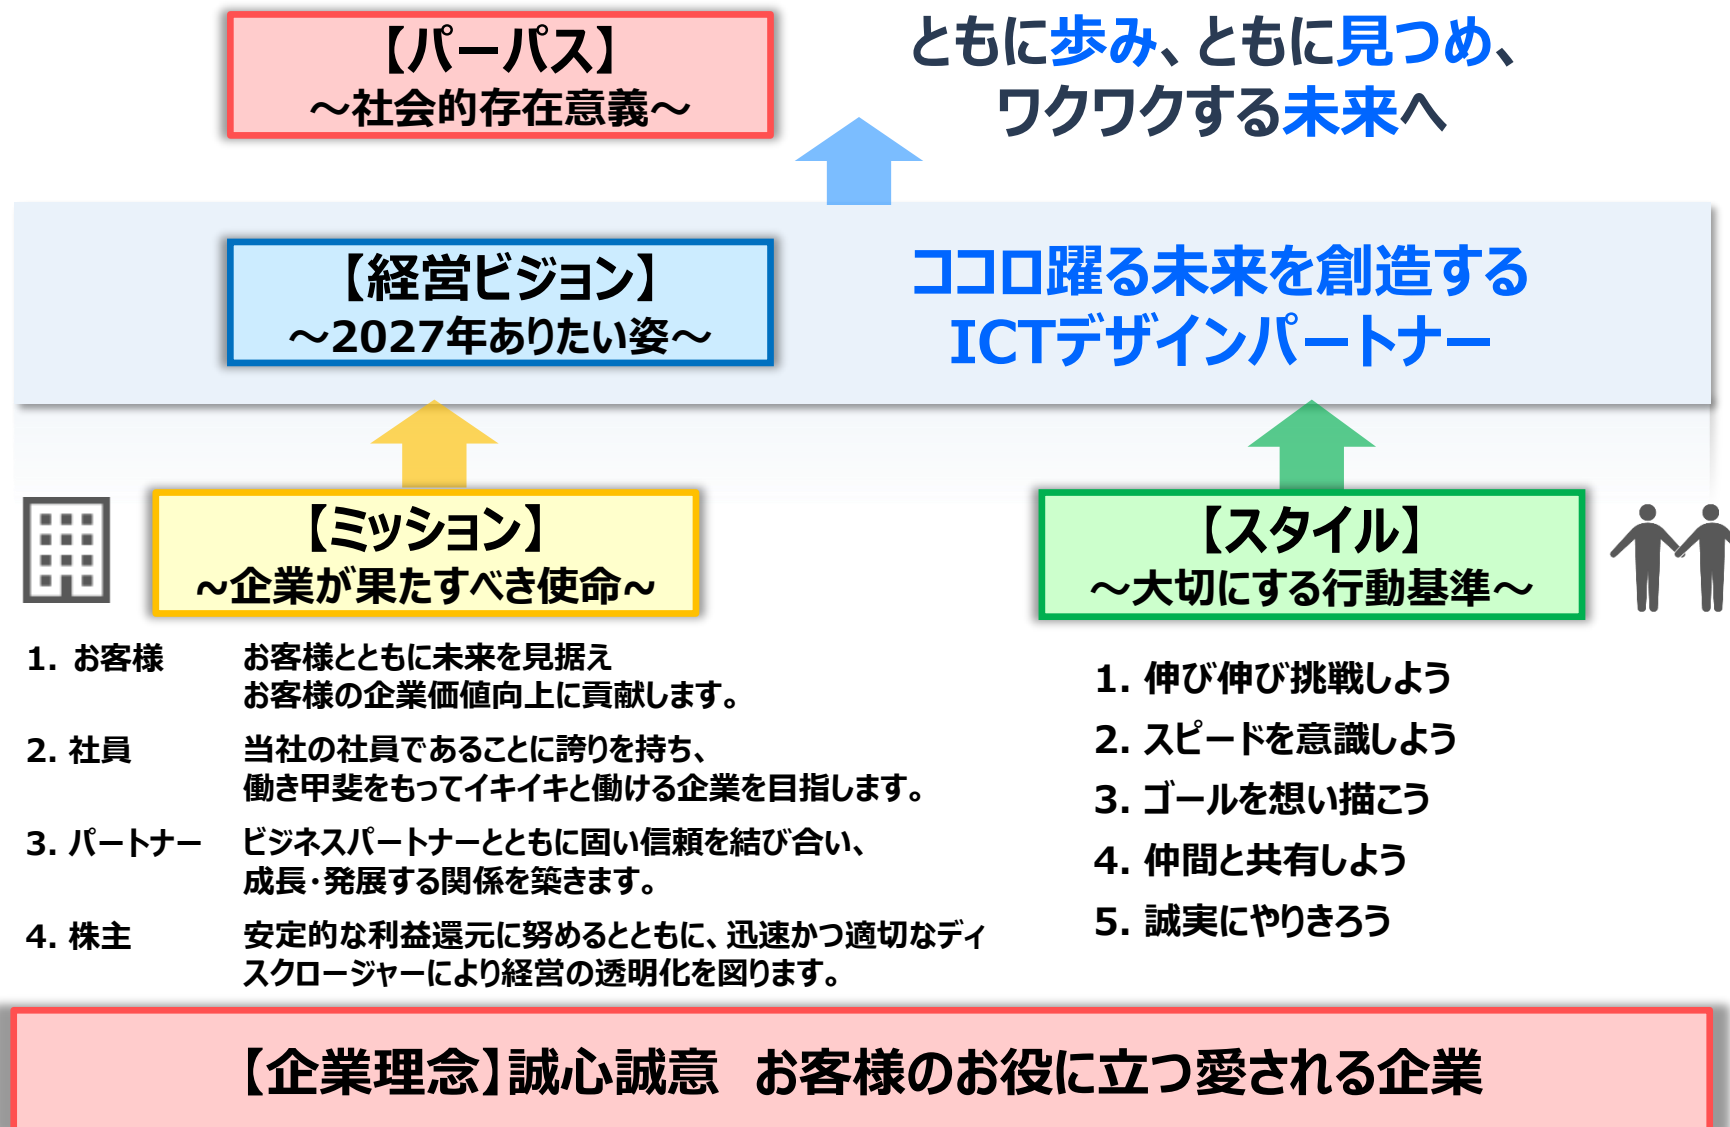 【パーパス】
～社会的存在意義～
ともに歩み、ともに見つめ、
ワクワクする未来へ
【経営ビジョン】
～2027年ありたい姿～
ココロ躍る未来を創造する
ICTデザインパートナー
【ミッション】
~企業が果たすべき使命~
1. お客様
お客様とともに未来を見据え
お客様の企業価値向上に貢献します。
2. 社員
当社の社員であることに誇りを持ち、
働き甲斐をもってイキイキと働ける企業を目指します。
3. パートナー
ビジネスパートナーとともに固い信頼を結び合い、
成長・発展する関係を築きます。
4. 株主
安定的な利益還元に努めるとともに、迅速かつ適切なディ
スクロージャーにより経営の透明化を図ります。
【スタイル】
～大切にする行動基準～
1. 伸び伸び挑戦しよう
2. スピードを意識しよう
3. ゴールを想い描こう
4. 仲間と共有しよう
5. 誠実にやりきろう
【企業理念】誠心誠意　お客様のお役に立つ愛される企業